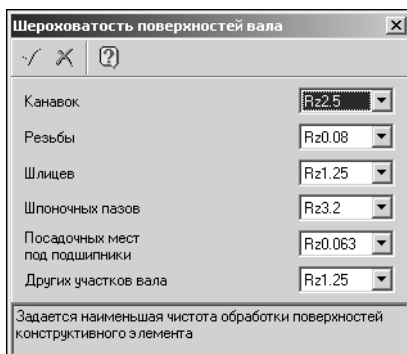 Шероховатость поверхностей вала
Канавок Rz2.5
Резьбы Rz0.08
Шлицев Rz1.25
Шпоночных пазов Rz3.2
Посадочных мест
под подшипники Rz0.063
Других участков вала Rz1.25
Задается наименьшая чистота обработки поверхностей
конструктивного элемента